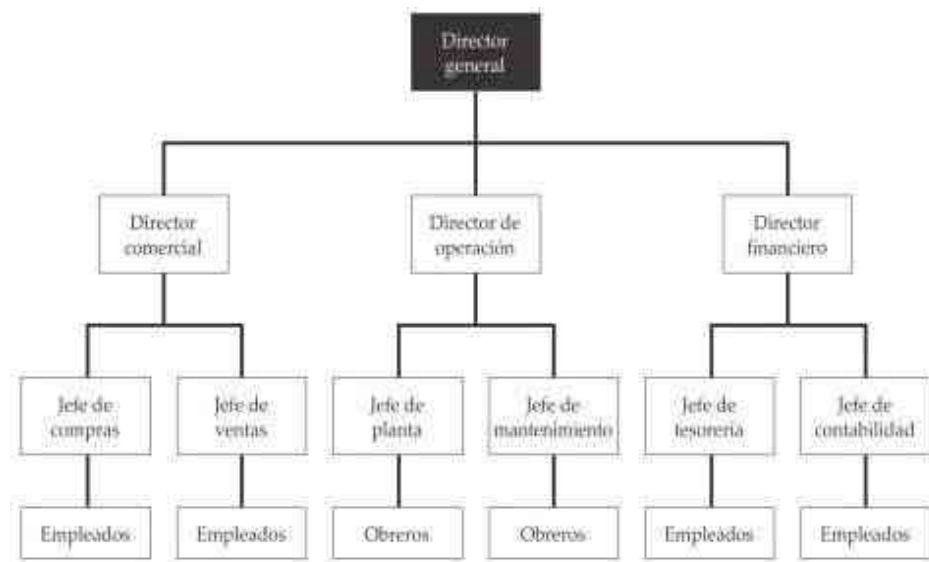 Director
general
Director
comercial
Director de
operación
Director
financiero
Jefe de
compras
Jefe de
ventas
Jefe de
planta
Jefe de
mantenimiento
Jefe de
tesorería
Jefe de
contabilidad
Empleados
Empleados
Obreros
Obreros
Empleados
Empleados